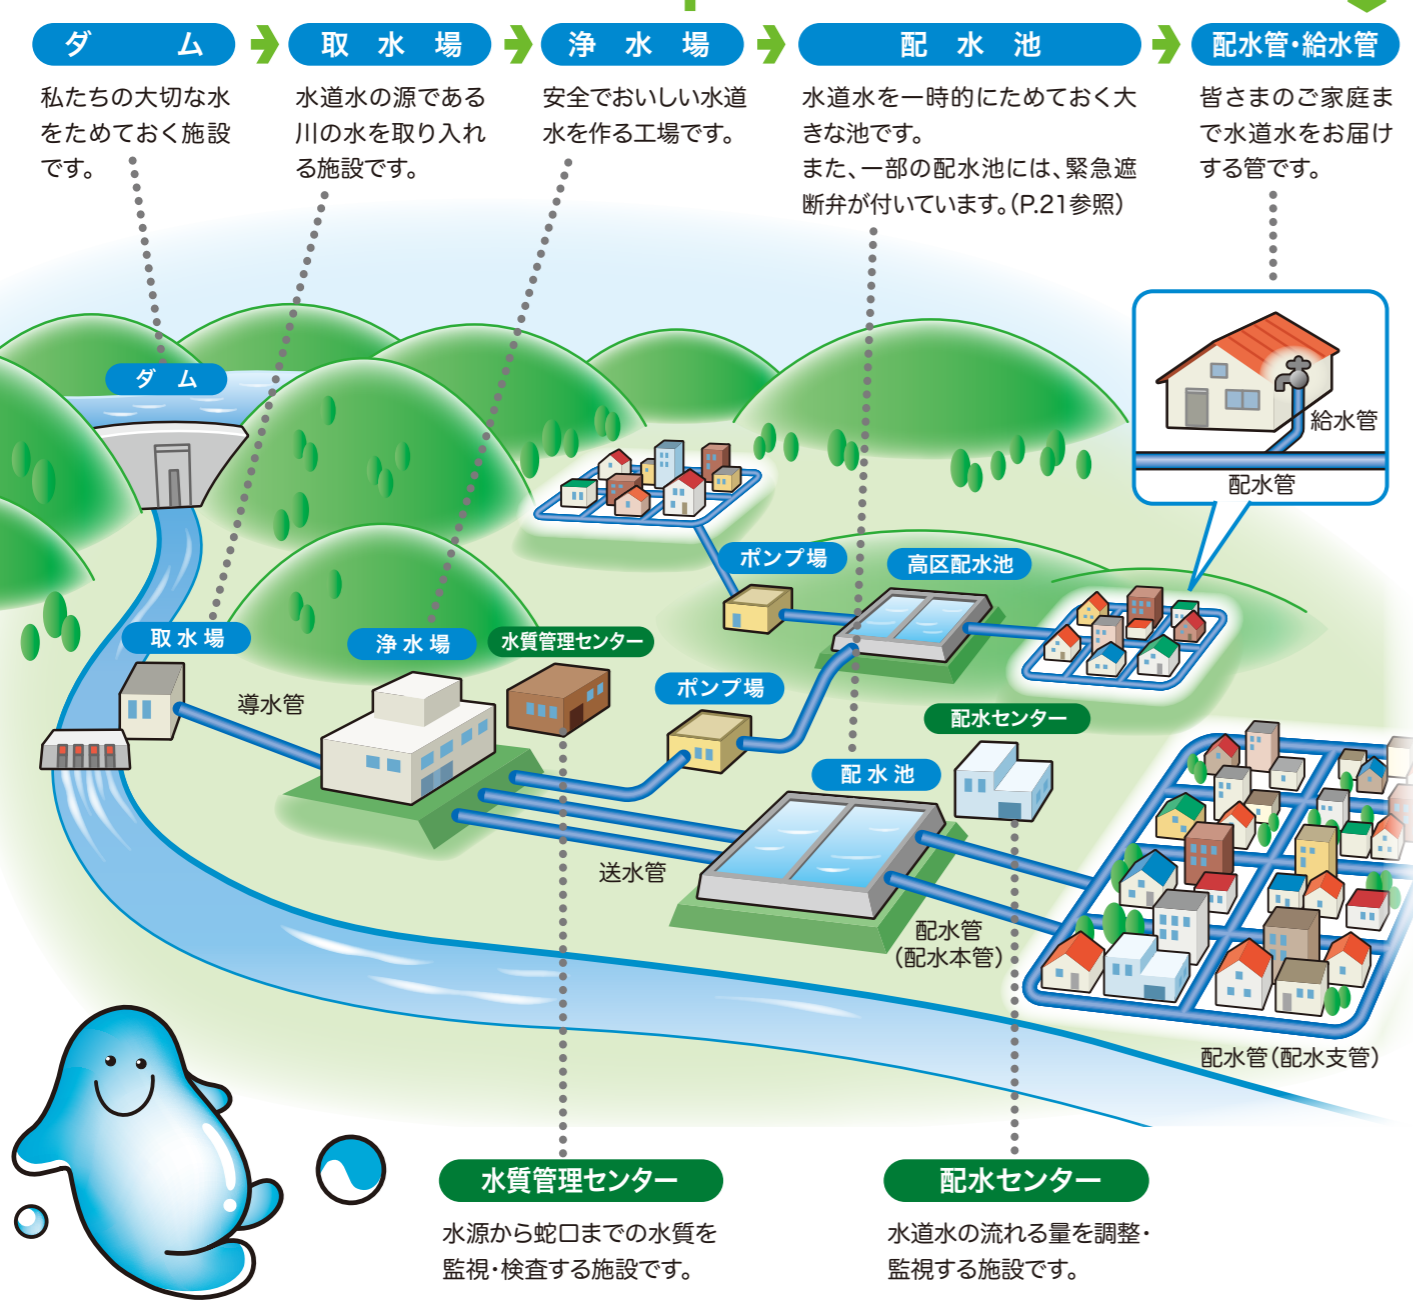 ダム
私たちの大切な水
をためておく施設
です。
取水場
水道水の源である
川の水を取り入れ
る施設です。
浄水場
安全でおいしい水道
水を作る工場です。
配水池
水道水を一時的にためておく大
きな池です。
また、一部の配水池には、緊急遮
断弁が付いています。(P.21参照)
配水管・給水管
皆さまのご家庭ま
で水道水をお届け
する管です。
ダム
給水管
配水管
ポンプ場
高区配水池
取水場
浄水場
水質管理センター
導水管
ポンプ場
配水センター
配水池
送水管
配水管
(配水本管)
配水管(配水支管)
水質管理センター
水源から蛇口までの水質を
監視・検査する施設です。
配水センター
水道水の流れる量を調整・
監視する施設です。